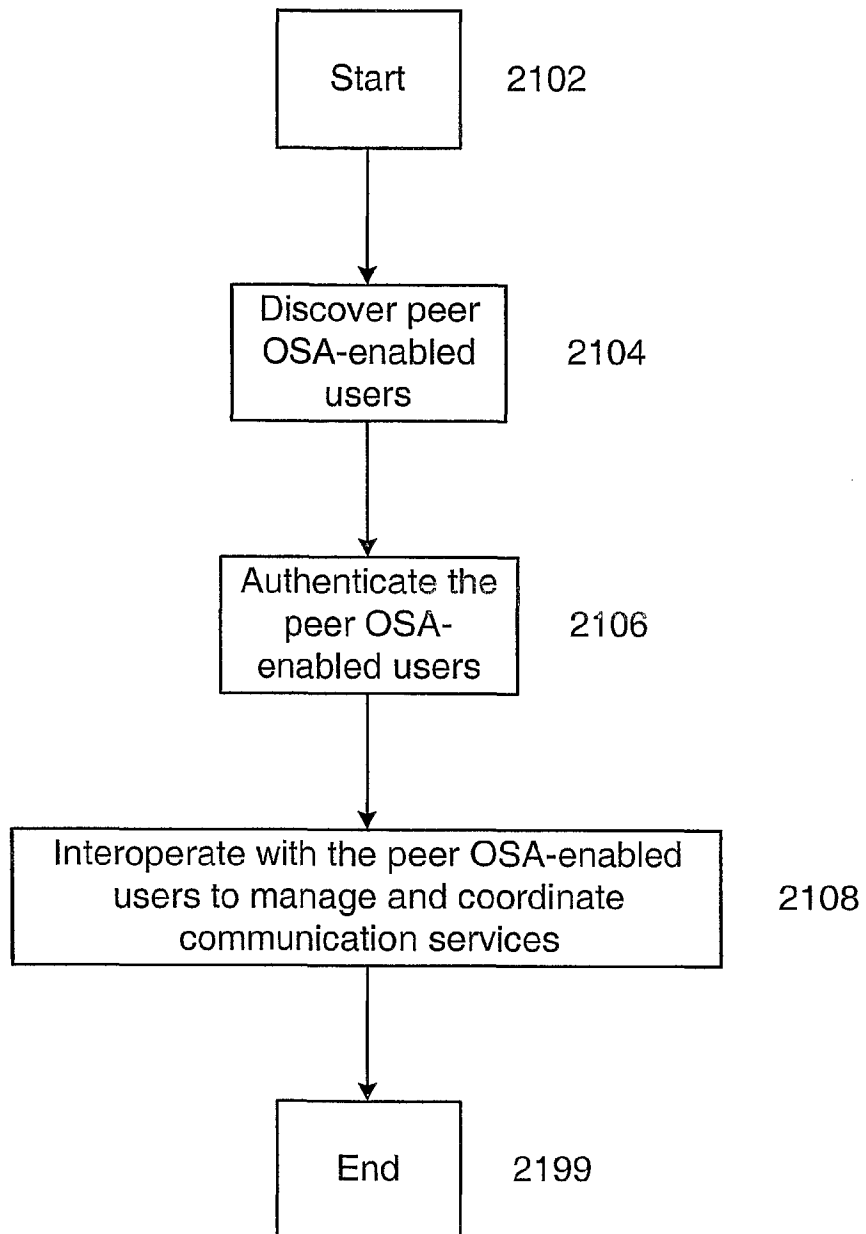 Start 2102
Discover peer
OSA-enabled 2104
users
Authenticate the
peer OSA- 2106
enabled users
Interoperate with the peer OSA-enabled
users to manage and coordinate 2108
communication services
End 2199